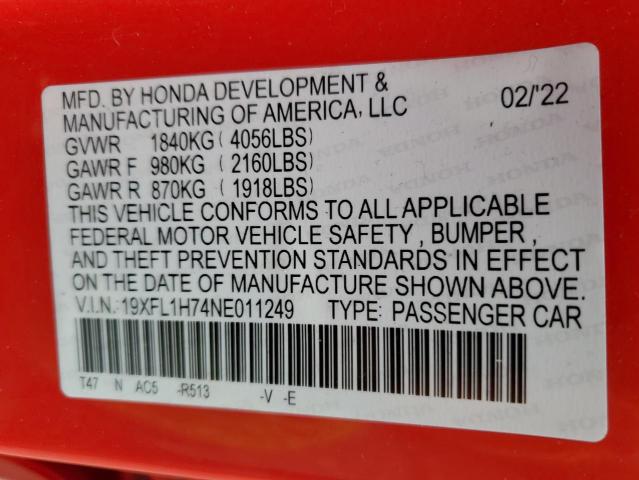 MFD. BY HONDA DEVELOPMENT &
MANUFACTURING OF AMERICA, LLC 02/'22
GVWR 1840KG ( 4056LBS)
GAWR F 980KG ( 2160LBS)
GAWR R 870KG ( 1918LBS)
THIS VEHICLE CONFORMS TO ALL APPLICABLE
FEDERAL MOTOR VEHICLE SAFETY , BUMPER ,
AND THEFT PREVENTION STANDARDS IN EFFECT
ON THE DATE OF MANUFACTURE SHOWN ABOVE.
V.I.N.: 19XFL1H74NE011249 TYPE: PASSENGER CAR
T47 N AC5 -R513 -V -E